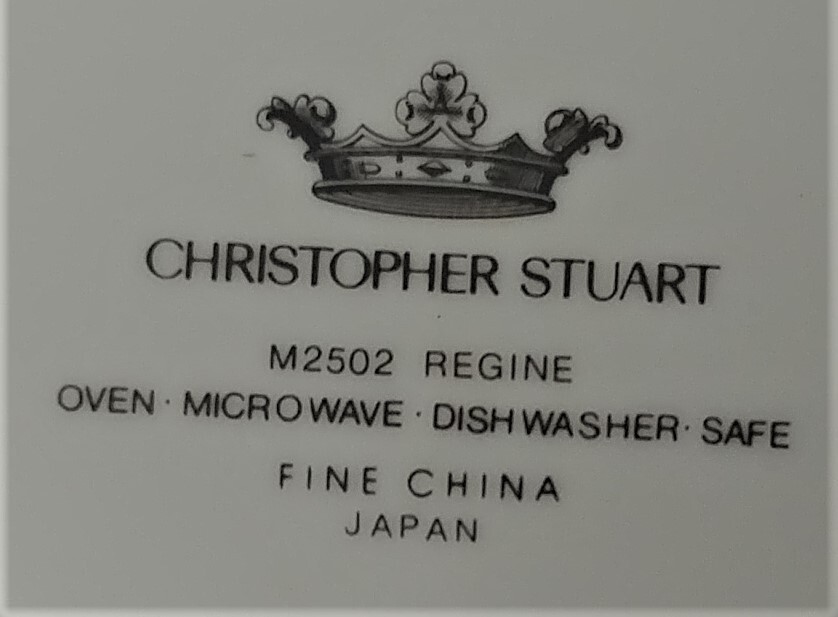 CHRISTOPHER STUART
M2502 REGINE
OVEN · MICROWAVE · DISHWASHER · SAFE
FINE CHINA
JAPAN